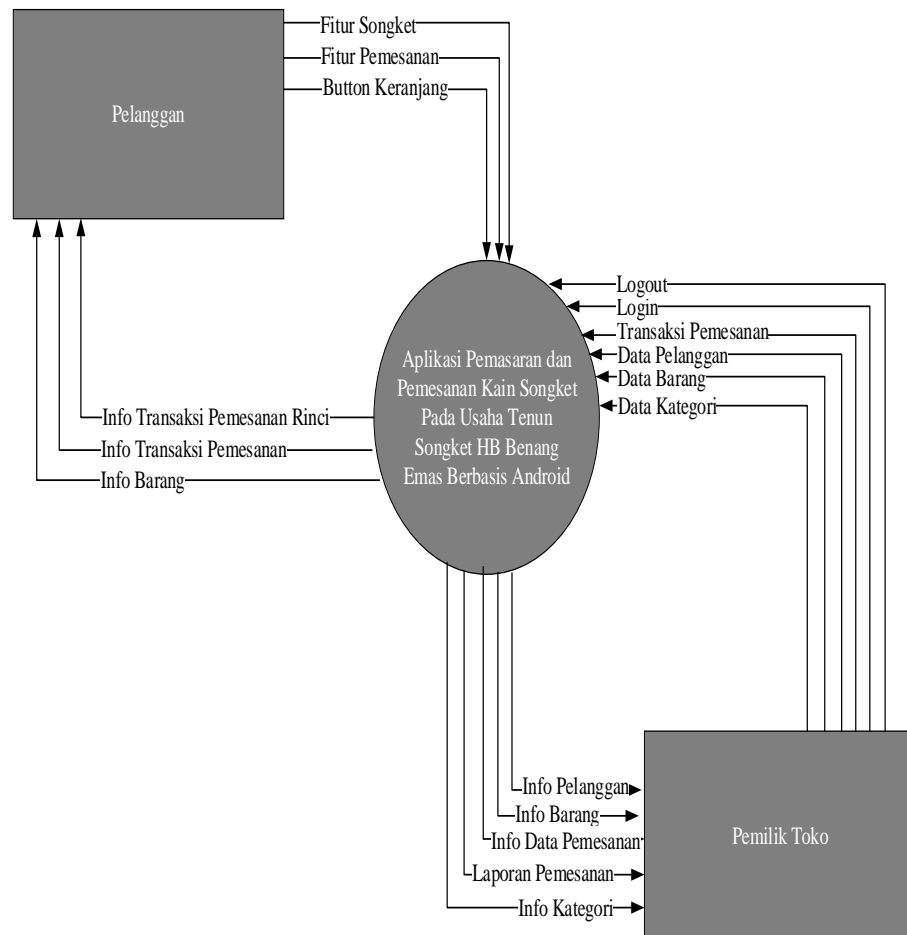 Fitur Songket
Fitur Pemesanan
Button Keranjang
Pelanggan
Logout
Login
Transaksi Pemesanan
Data Pelanggan
Data Barang
Data Kategori
Aplikasi Pemasaran dan
Pemesanan Kain Songket
Pada Usaha Tenun
Songket HB Benang
Emas Berbasis Android
Info Transaksi Pemesanan Rinci
Info Transaksi Pemesanan
Info Barang
Info Pelanggan
Info Barang
Info Data Pemesanan
Laporan Pemesanan
Info Kategori
Pemilik Toko